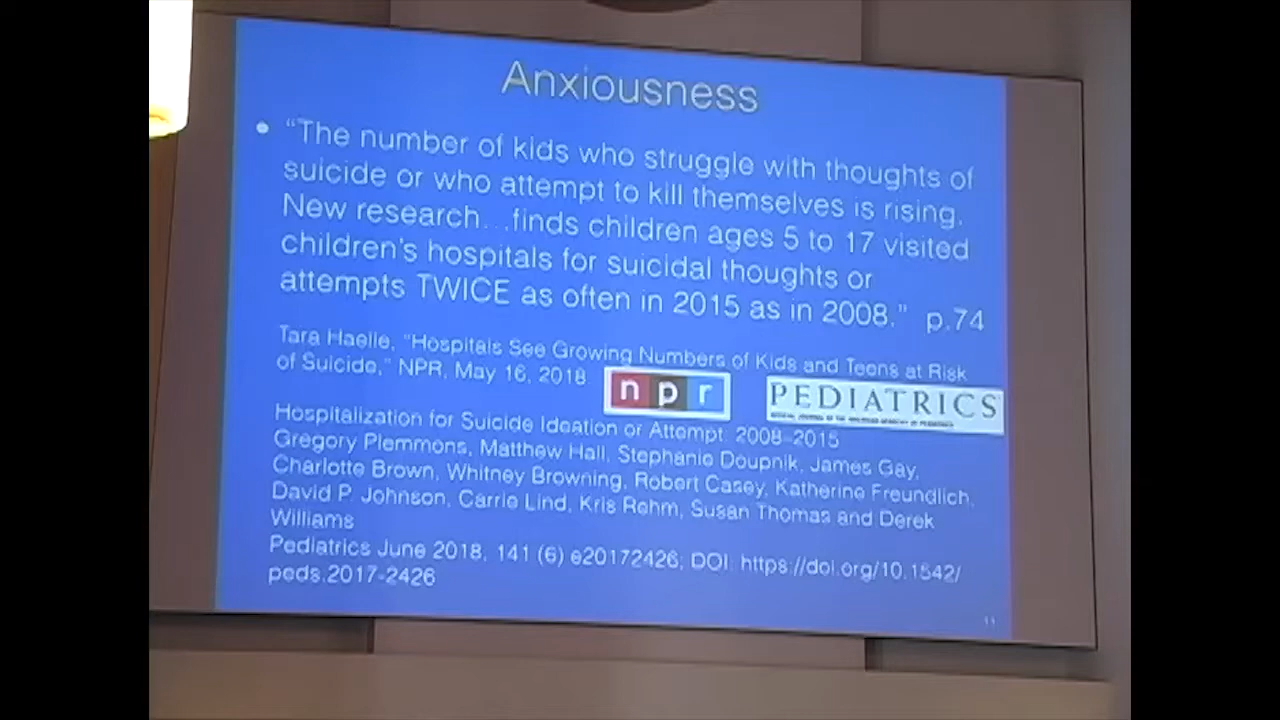 Anxiousness
• “The number of kids who struggle with thoughts of
suicide or who attempt to kill themselves is rising.
New research...finds children ages 5 to 17 visited
children’s hospitals for suicidal thoughts or
attempts TWICE as often in 2015 as in 2008.” p.74
Tara Haelle, “Hospitals See Growing Numbers of Kids and Teens at Risk
of Suicide,” NPR, May 16, 2018
npr
PEDIATRICS
Hospitalization for Suicide Ideation or Attempt: 2008-2015
Gregory Plemmons, Matthew Hall, Stephanie Doupnik, James Gay,
Charlotte Brown, Whitney Browning, Robert Casey, Katherine Freundlich,
David P. Johnson, Carrie Lind, Kris Rehm, Susan Thomas and Derek
Williams
Pediatrics June 2018, 141 (6) e20172426; DOI: https://doi.org/10.1542/
peds.2017-2426
11